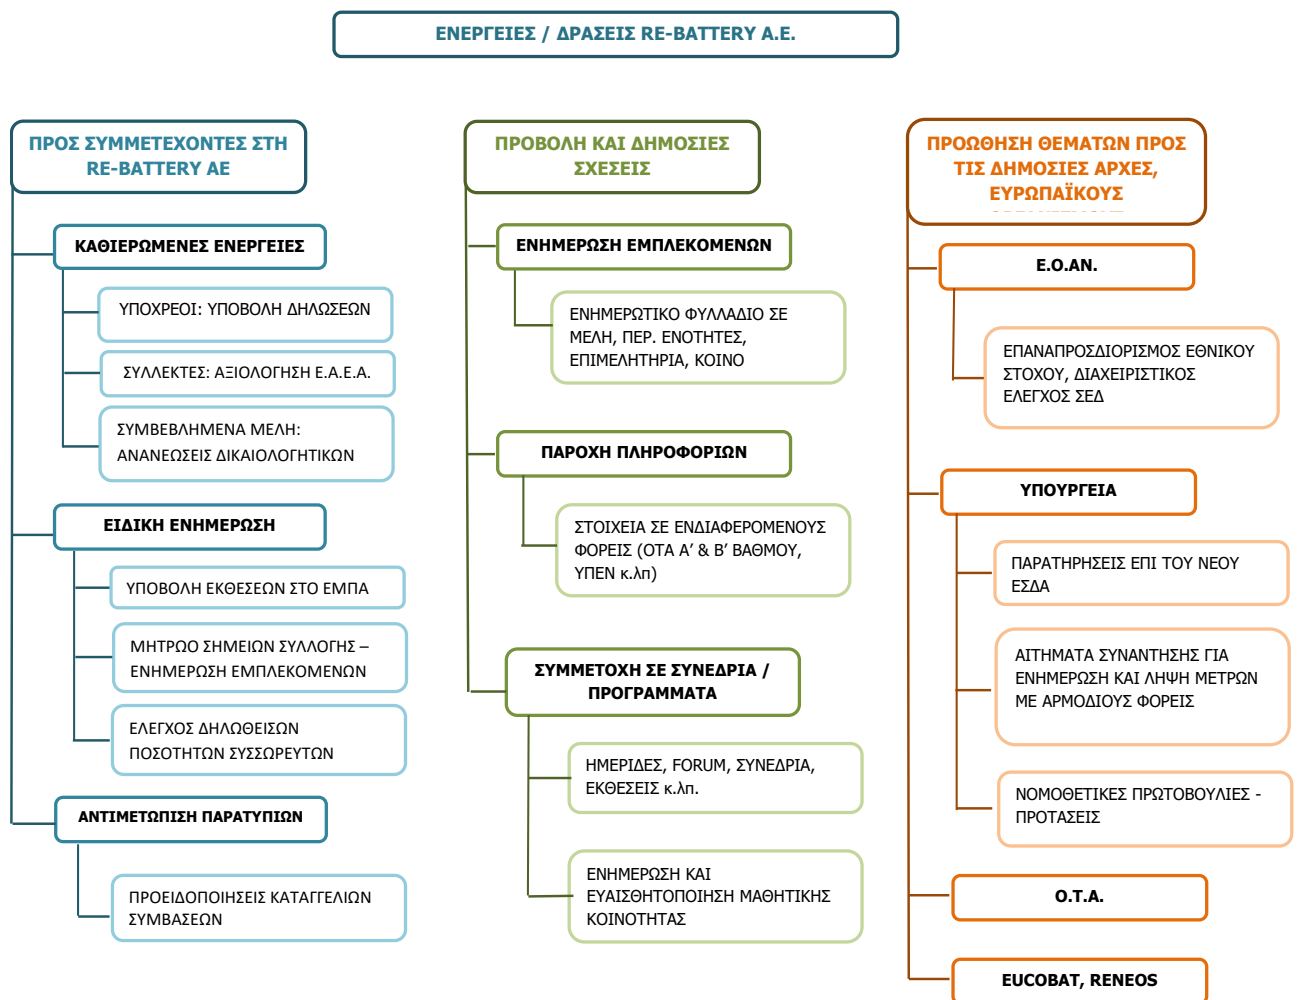 ΕΝΕΡΓΕΙΕΣ / ΔΡΑΣΕΙΣ RE-BATTERY Α.Ε.
ΠΡΟΣ ΣΥΜΜΕΤΕΧΟΝΤΕΣ ΣΤΗ
RE-BATTERY AE
ΚΑΘΙΕΡΩΜΕΝΕΣ ΕΝΕΡΓΕΙΕΣ
ΥΠΟΧΡΕΟΙ: ΥΠΟΒΟΛΗ ΔΗΛΩΣΕΩΝ
ΣΥΛΛΕΚΤΕΣ: ΑΞΙΟΛΟΓΗΣΗ Ε.Α.Ε.Α.
ΣΥΜΒΕΒΛΗΜΕΝΑ ΜΕΛΗ:
ΑΝΑΝΕΩΣΕΙΣ ΔΙΚΑΙΟΛΟΓΗΤΙΚΩΝ
ΕΙΔΙΚΗ ΕΝΗΜΕΡΩΣΗ
ΥΠΟΒΟΛΗ ΕΚΘΕΣΕΩΝ ΣΤΟ ΕΜΠΑ
ΜΗΤΡΩΟ ΣΗΜΕΙΩΝ ΣΥΛΛΟΓΗΣ –
ΕΝΗΜΕΡΩΣΗ ΕΜΠΛΕΚΟΜΕΝΩΝ
ΕΛΕΓΧΟΣ ΔΗΛΩΘΕΙΣΩΝ
ΠΟΣΟΤΗΤΩΝ ΣΥΣΣΩΡΕΥΤΩΝ
ΑΝΤΙΜΕΤΩΠΙΣΗ ΠΑΡΑΤΥΠΙΩΝ
ΠΡΟΕΙΔΟΠΟΙΗΣΕΙΣ ΚΑΤΑΓΓΕΛΙΩΝ
ΣΥΜΒΑΣΕΩΝ
ΠΡΟΒΟΛΗ ΚΑΙ ΔΗΜΟΣΙΕΣ
ΣΧΕΣΕΙΣ
ΕΝΗΜΕΡΩΣΗ ΕΜΠΛΕΚΟΜΕΝΩΝ
ΕΝΗΜΕΡΩΤΙΚΟ ΦΥΛΛΑΔΙΟ ΣΕ
ΜΕΛΗ, ΠΕΡ. ΕΝΟΤΗΤΕΣ,
ΕΠΙΜΕΛΗΤΗΡΙΑ, ΚΟΙΝΟ
ΠΑΡΟΧΗ ΠΛΗΡΟΦΟΡΙΩΝ
ΣΤΟΙΧΕΙΑ ΣΕ ΕΝΔΙΑΦΕΡΟΜΕΝΟΥΣ
ΦΟΡΕΙΣ (ΟΤΑ Α’ & Β’ ΒΑΘΜΟΥ,
ΥΠΕΝ κ.λπ)
ΣΥΜΜΕΤΟΧΗ ΣΕ ΣΥΝΕΔΡΙΑ /
ΠΡΟΓΡΑΜΜΑΤΑ
ΗΜΕΡΙΔΕΣ, FORUM, ΣΥΝΕΔΡΙΑ,
ΕΚΘΕΣΕΙΣ κ.λπ.
ΕΝΗΜΕΡΩΣΗ ΚΑΙ
ΕΥΑΙΣΘΗΤΟΠΟΙΗΣΗ ΜΑΘΗΤΙΚΗΣ
ΚΟΙΝΟΤΗΤΑΣ
ΠΡΟΩΘΗΣΗ ΘΕΜΑΤΩΝ ΠΡΟΣ
ΤΙΣ ΔΗΜΟΣΙΕΣ ΑΡΧΕΣ,
ΕΥΡΩΠΑΪΚΟΥΣ
Ε.Ο.ΑΝ.
ΕΠΑΝΑΠΡΟΣΔΙΟΡΙΣΜΟΣ ΕΘΝΙΚΟΥ
ΣΤΟΧΟΥ, ΔΙΑΧΕΙΡΙΣΤΙΚΟΣ
ΕΛΕΓΧΟΣ ΣΕΔ
ΥΠΟΥΡΓΕΙΑ
ΠΑΡΑΤΗΡΗΣΕΙΣ ΕΠΙ ΤΟΥ ΝΕΟΥ
ΕΣΔΑ
ΑΙΤΗΜΑΤΑ ΣΥΝΑΝΤΗΣΗΣ ΓΙΑ
ΕΝΗΜΕΡΩΣΗ ΚΑΙ ΛΗΨΗ ΜΕΤΡΩΝ
ΜΕ ΑΡΜΟΔΙΟΥΣ ΦΟΡΕΙΣ
ΝΟΜΟΘΕΤΙΚΕΣ ΠΡΩΤΟΒΟΥΛΙΕΣ -
ΠΡΟΤΑΣΕΙΣ
Ο.Τ.Α.
EUCOBAT, RENEOS